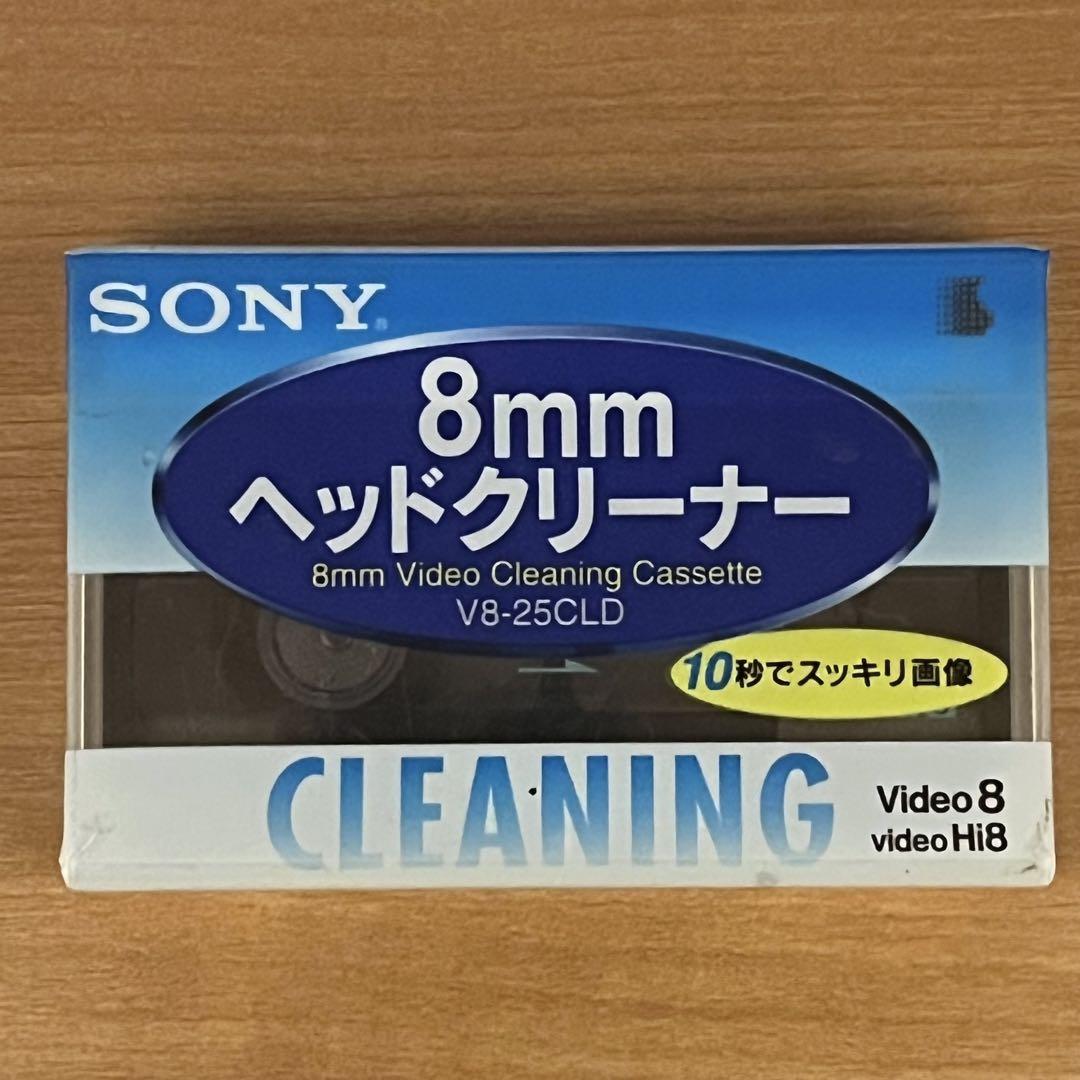 SONY
8mm
ヘッドクリーナー
8mm Video Cleaning Cassette
V8-25CLD
10秒でスッキリ画像
CLEANING
Video 8
video Hi8